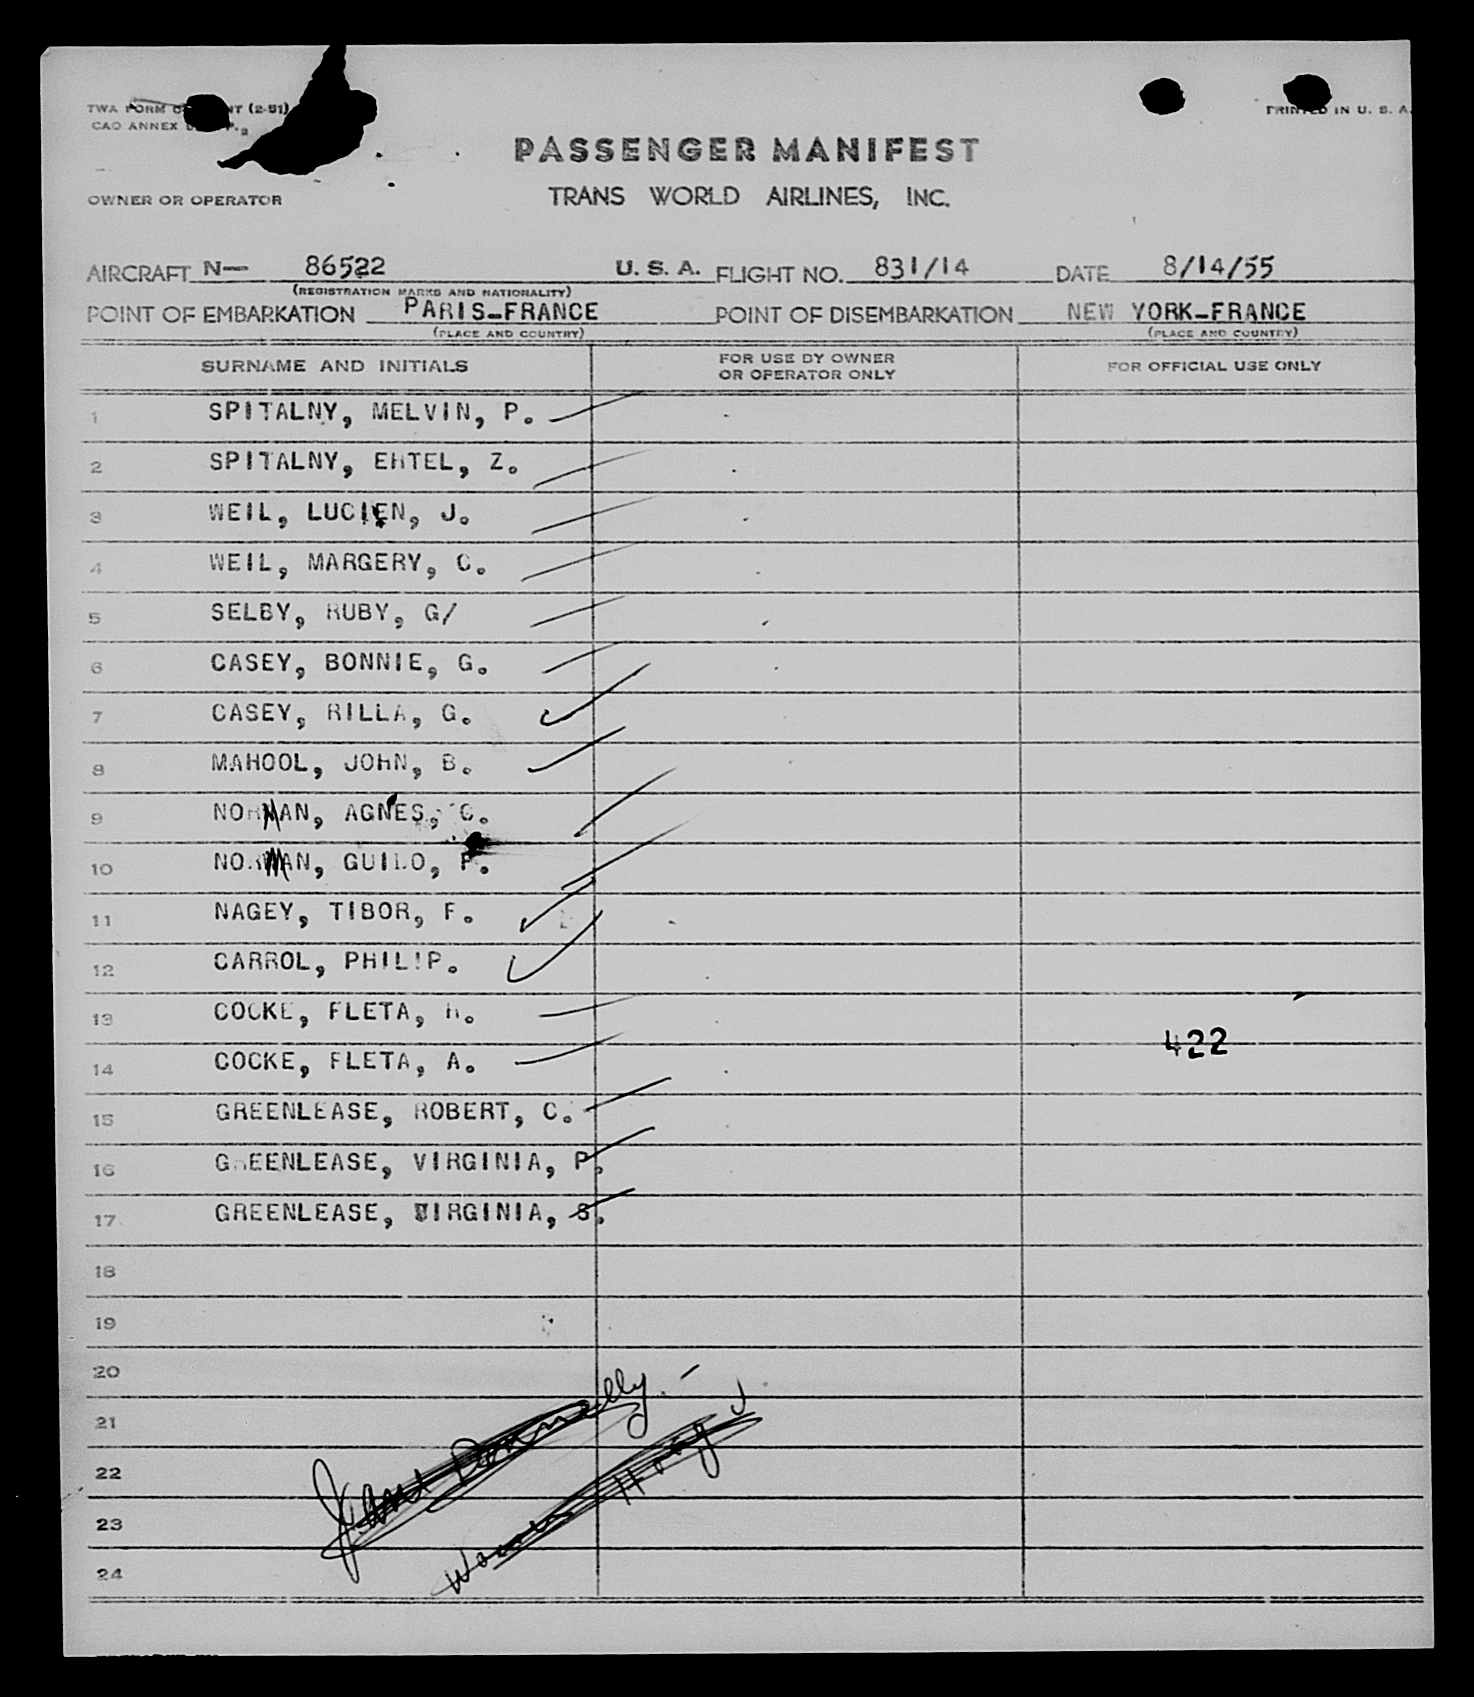 TWA FORM (2-51)
CAO ANNEX
PRINTED IN U. S. A.
PASSENGER MANIFEST
OWNER OR OPERATOR
TRANS WORLD AIRLINES, INC.
AIRCRAFT N— 86522 U. S. A. FLIGHT NO. 831/14 DATE 8/14/55
(REGISTRATION MARKS AND NATIONALITY)
POINT OF EMBARKATION PARIS-FRANCE POINT OF DISEMBARKATION NEW YORK-FRANCE
(PLACE AND COUNTRY) (PLACE AND COUNTRY)
SURNAME AND INITIALS FOR USE BY OWNER OR OPERATOR ONLY FOR OFFICIAL USE ONLY
1 SPITALNY, MELVIN, P.
2 SPITALNY, EHTEL, Z.
3 WEIL, LUCIEN, J.
4 WEIL, MARGERY, C.
5 SELBY, RUBY, G/
6 CASEY, BONNIE, G.
7 CASEY, RILLA, G.
8 MAHOOL, JOHN, B.
9 NORMAN, AGNES, C.
10 NORMAN, GUILO, P.
11 NAGEY, TIBOR, F.
12 CARROL, PHILIP.
13 COCKE, FLETA, H.
422
14 COCKE, FLETA, A.
15 GREENLEASE, ROBERT, C.
16 GREENLEASE, VIRGINIA, P.
17 GREENLEASE, VIRGINIA, S.
18
19
20
21
22
23
24